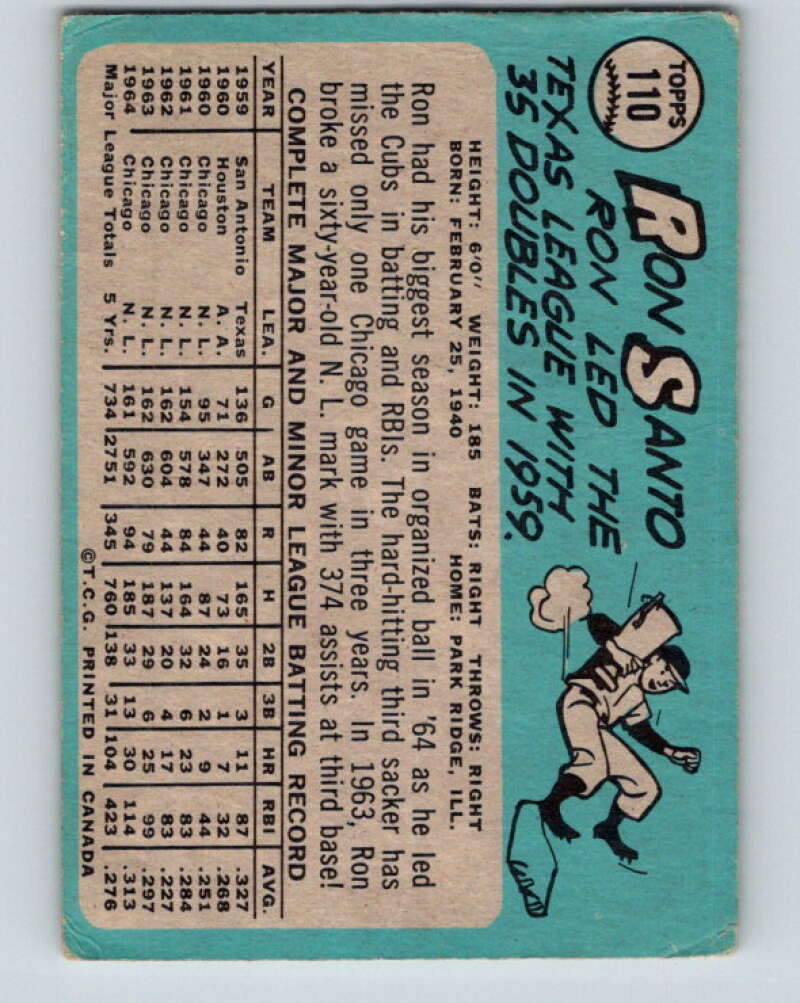 TOPPS
110
RON SANTO
RON LED THE
TEXAS LEAGUE WITH
35 DOUBLES IN 1959.
HEIGHT: 6'0" WEIGHT: 185 BATS: RIGHT THROWS: RIGHT
BORN: FEBRUARY 25, 1940 HOME: PARK RIDGE, ILL.
Ron had his biggest season in organized ball in '64 as he led
the Cubs in batting and RBIs. The hard-hitting third sacker has
missed only one Chicago game in three years. In 1963, Ron
broke a sixty-year-old N. L. mark with 374 assists at third base!
COMPLETE MAJOR AND MINOR LEAGUE BATTING RECORD
YEAR TEAM LEA. G AB R H 2B 3B HR RBI AVG.
1959 San Antonio Texas 136 505 82 165 35 3 11 87 .327
1960 Houston A. A. 71 272 40 73 16 1 7 32 .268
1960 Chicago N. L. 95 347 44 87 24 2 9 44 .251
1961 Chicago N. L. 154 578 84 164 32 6 23 83 .284
1962 Chicago N. L. 162 604 44 137 20 4 17 83 .227
1963 Chicago N. L. 162 630 79 187 29 6 25 99 .297
1964 Chicago N. L. 161 592 94 185 33 13 30 114 .313
Major League Totals 5 Yrs. 734 2751 345 760 138 31 104 423 .276
©T.C.G. PRINTED IN CANADA